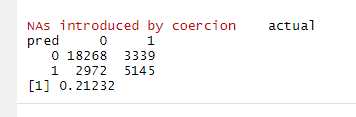 NAs introduced by coercion    actual
pred     0     1
   0 18268  3339
   1  2972  5145
[1] 0.21232